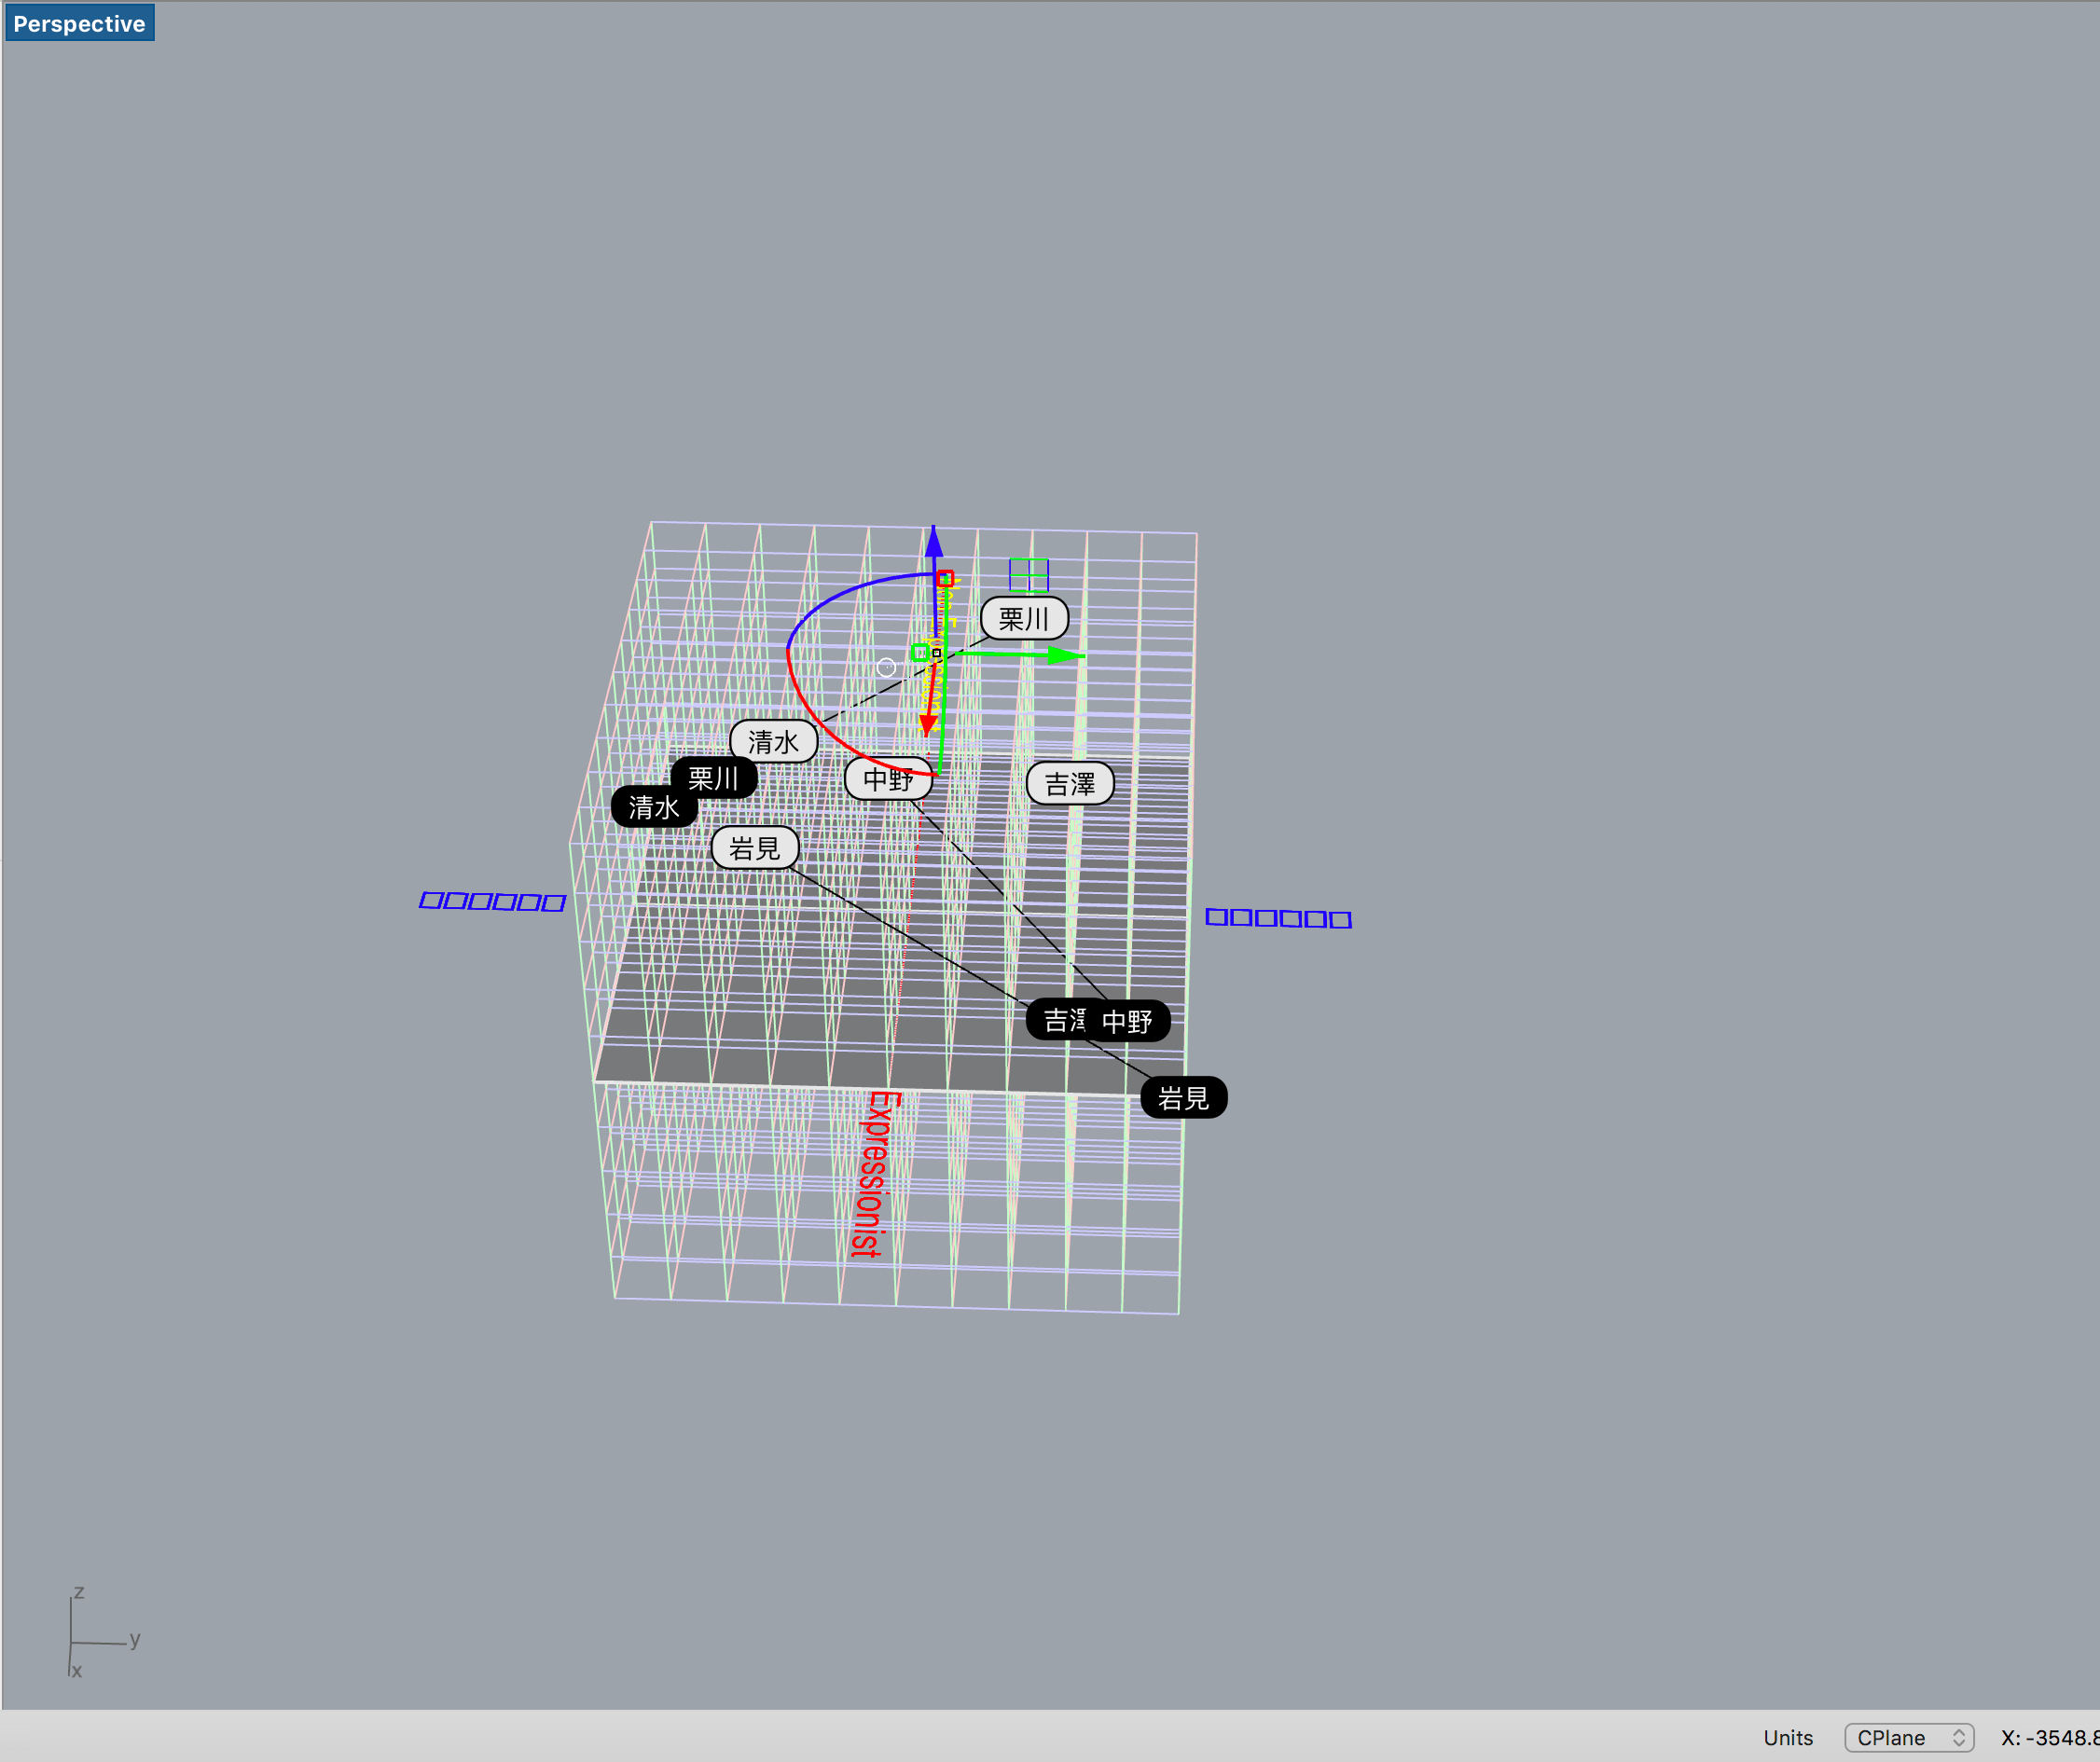 Perspective
栗川
清水
中野
吉澤
栗川
清水
岩見
吉澤
中野
岩見
Expressionist
z
y
x
Units
CPlane
X: -3548.8